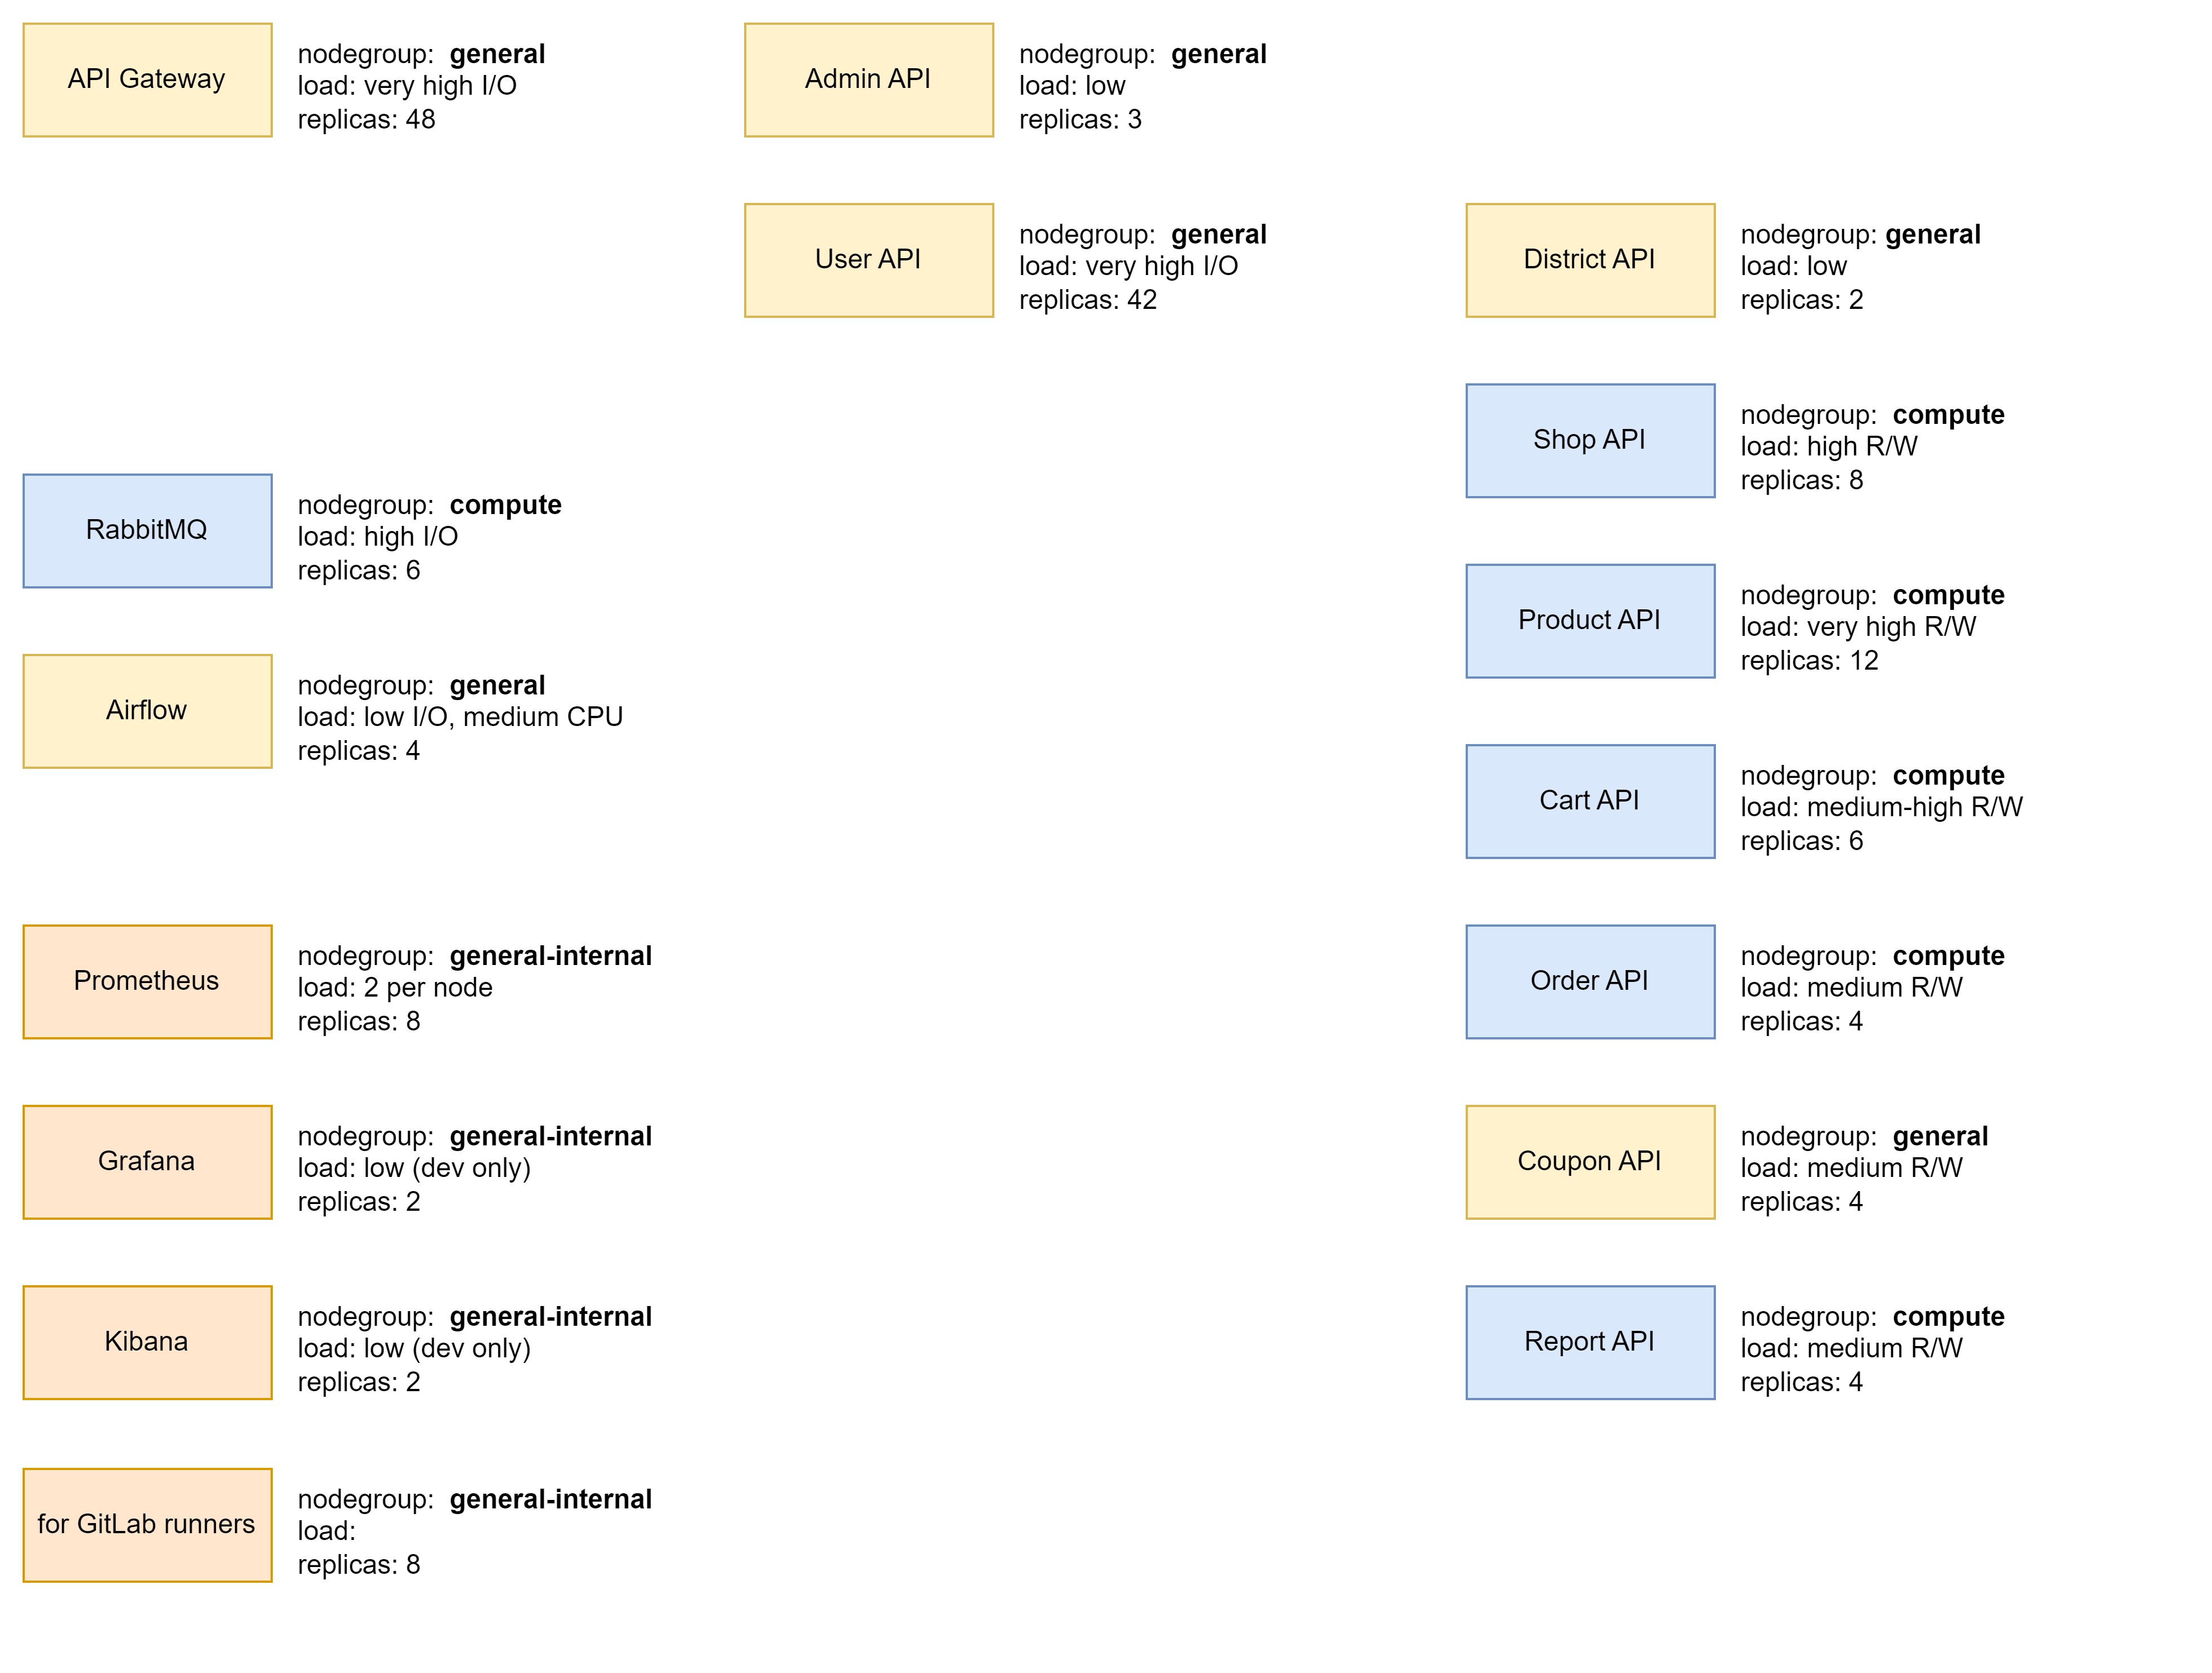 API Gateway
nodegroup: general
load: very high I/O
replicas: 48
Admin API
nodegroup: general
load: low
replicas: 3
User API
nodegroup: general
load: very high I/O
replicas: 42
District API
nodegroup: general
load: low
replicas: 2
Shop API
nodegroup: compute
load: high R/W
replicas: 8
RabbitMQ
nodegroup: compute
load: high I/O
replicas: 6
Product API
nodegroup: compute
load: very high R/W
replicas: 12
Airflow
nodegroup: general
load: low I/O, medium CPU
replicas: 4
Cart API
nodegroup: compute
load: medium-high R/W
replicas: 6
Prometheus
nodegroup: general-internal
load: 2 per node
replicas: 8
Order API
nodegroup: compute
load: medium R/W
replicas: 4
Grafana
nodegroup: general-internal
load: low (dev only)
replicas: 2
Coupon API
nodegroup: general
load: medium R/W
replicas: 4
Kibana
nodegroup: general-internal
load: low (dev only)
replicas: 2
Report API
nodegroup: compute
load: medium R/W
replicas: 4
for GitLab runners
nodegroup: general-internal
load:
replicas: 8